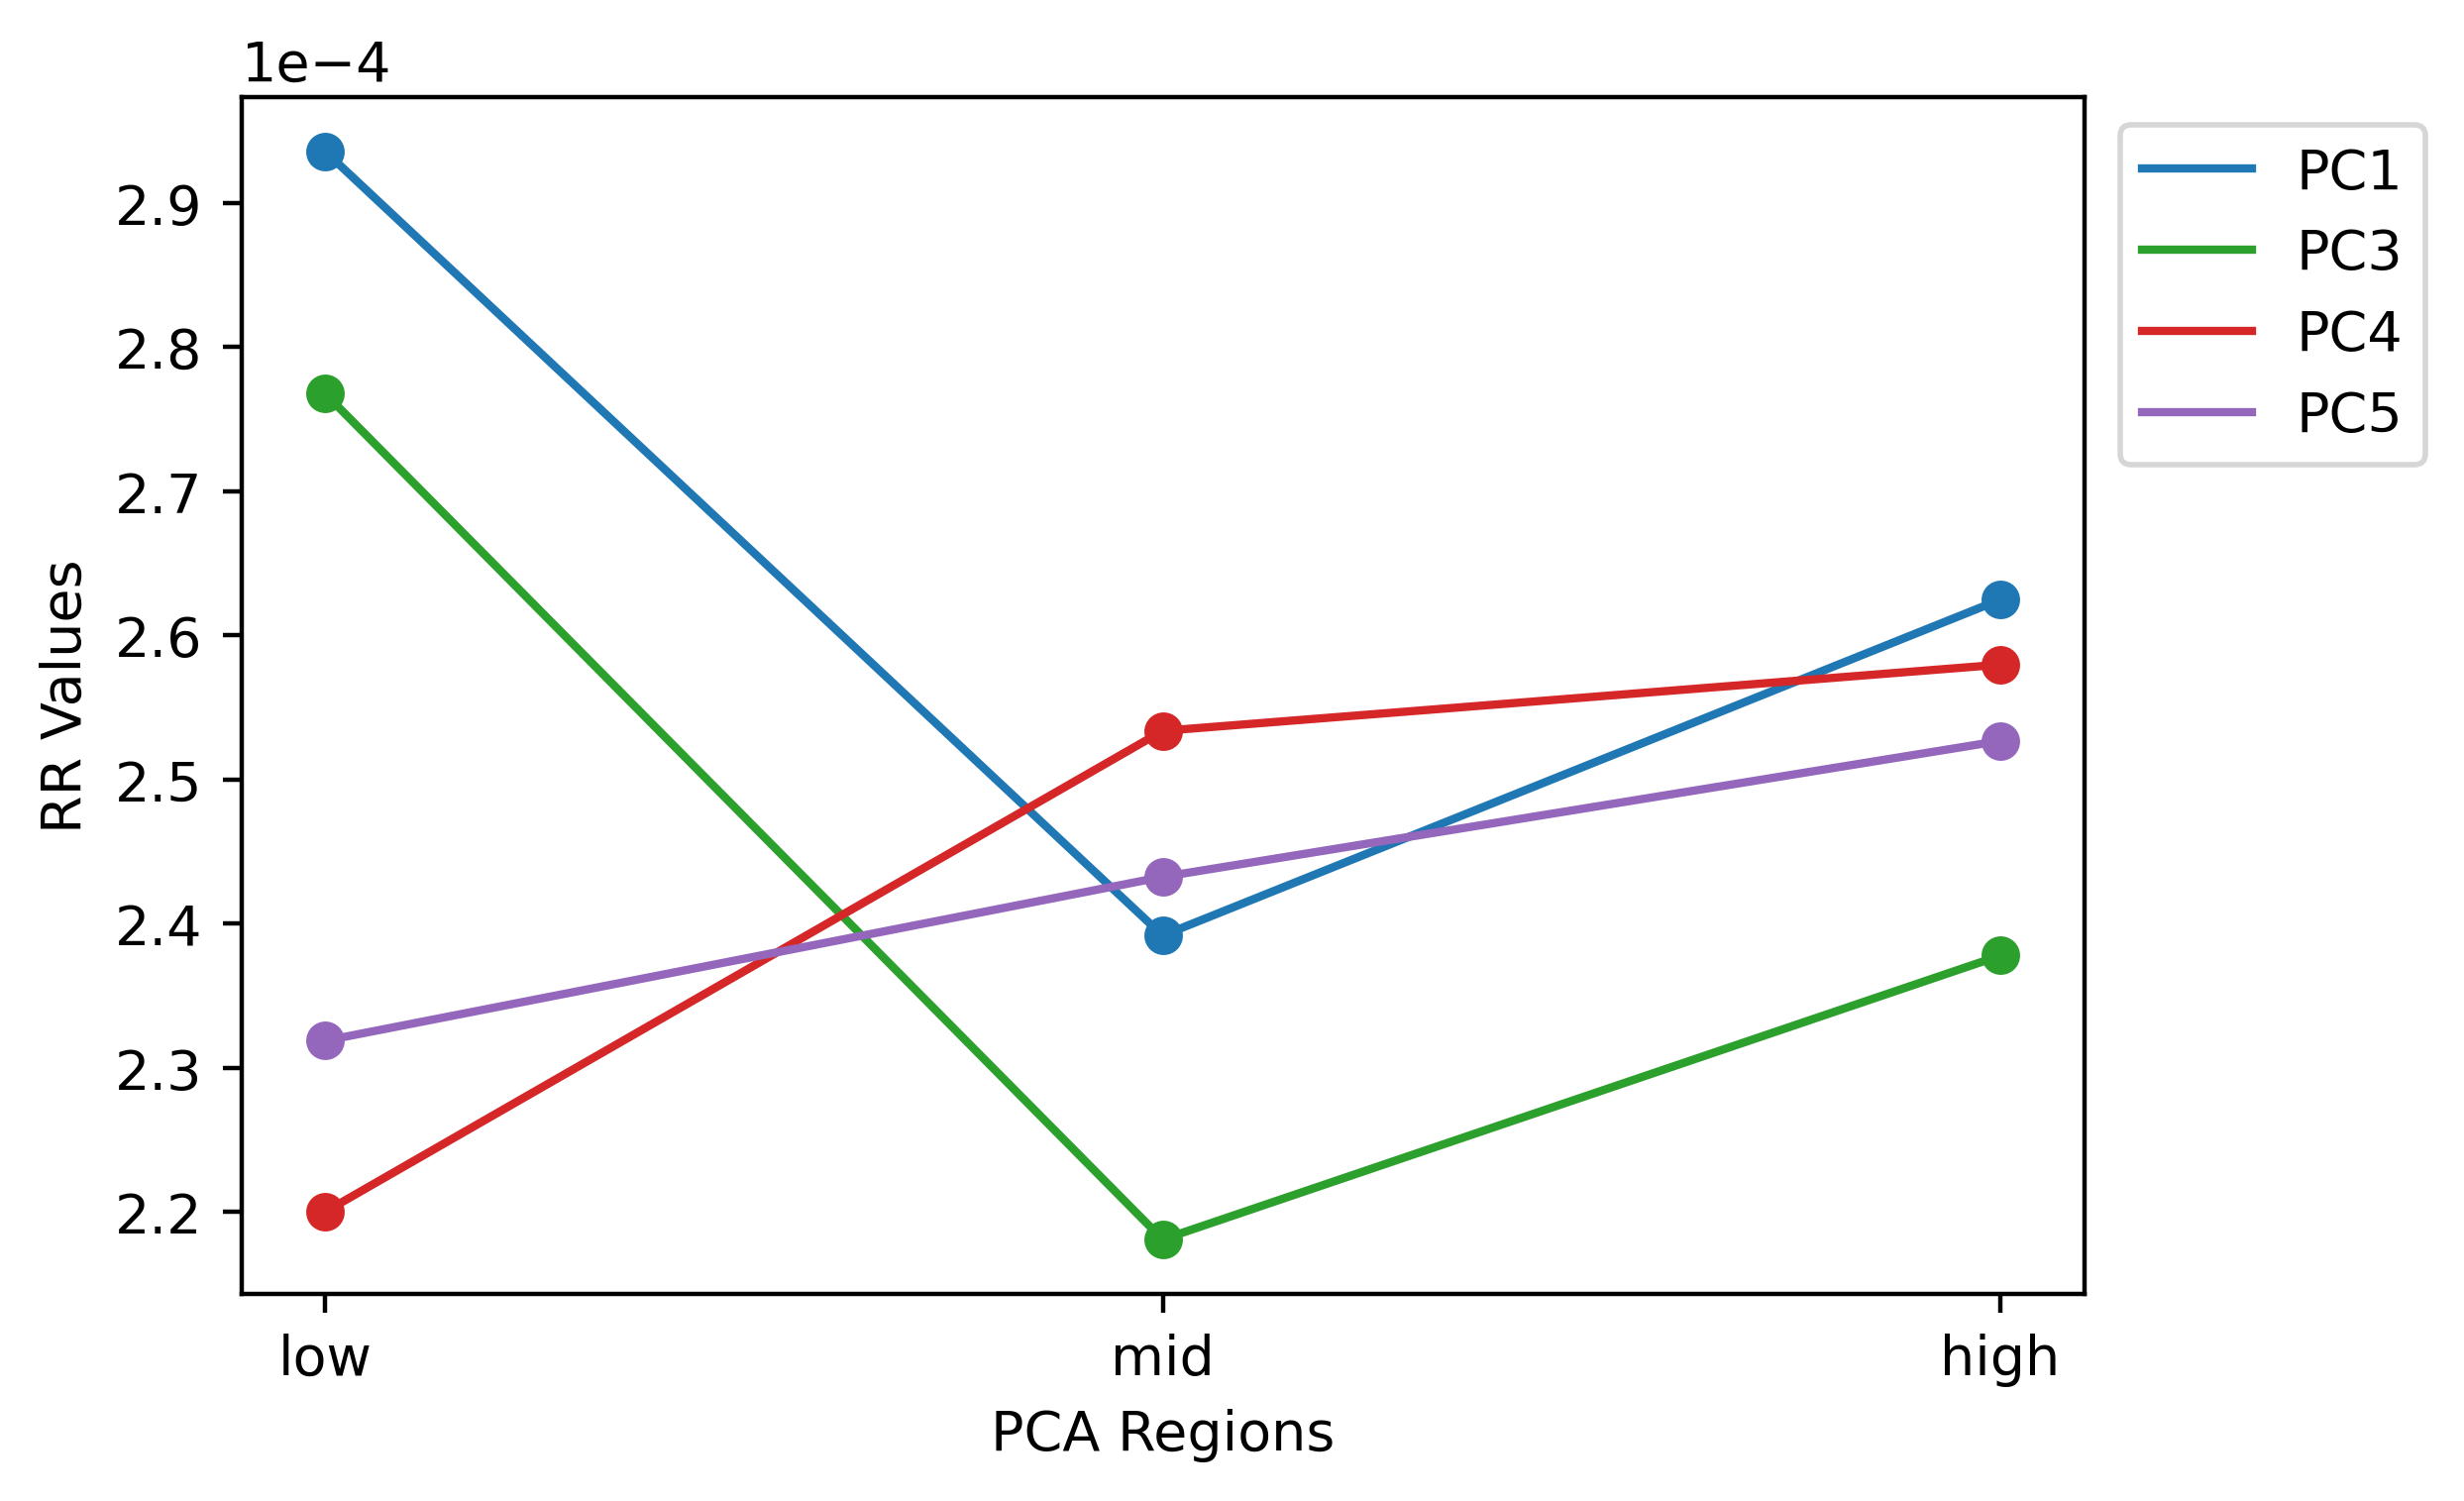 1e−4
2.9
2.8
2.7
2.6
2.5
2.4
2.3
2.2
RR Values
low mid high
PCA Regions
PC1
PC3
PC4
PC5